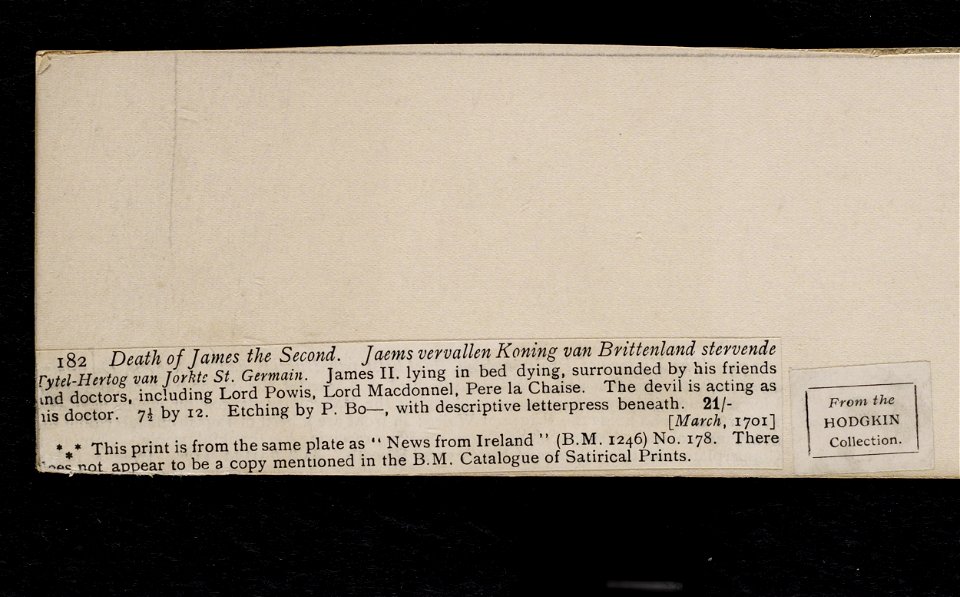 182 Death of James the Second. Jaems vervallen Koning van Brittenland stervende
Tytel-Hertog van Jorktc St. Germain. James II. lying in bed dying, surrounded by his friends
and doctors, including Lord Powis, Lord Macdonnel, Pere la Chaise. The devil is acting as
his doctor. 7½ by 12. Etching by P. Bo—, with descriptive letterpress beneath. 21/-
[March, 1701]
*⁎* This print is from the same plate as “ News from Ireland ” (B.M. 1246) No. 178. There
does not appear to be a copy mentioned in the B.M. Catalogue of Satirical Prints.
From the
HODGKIN
Collection.